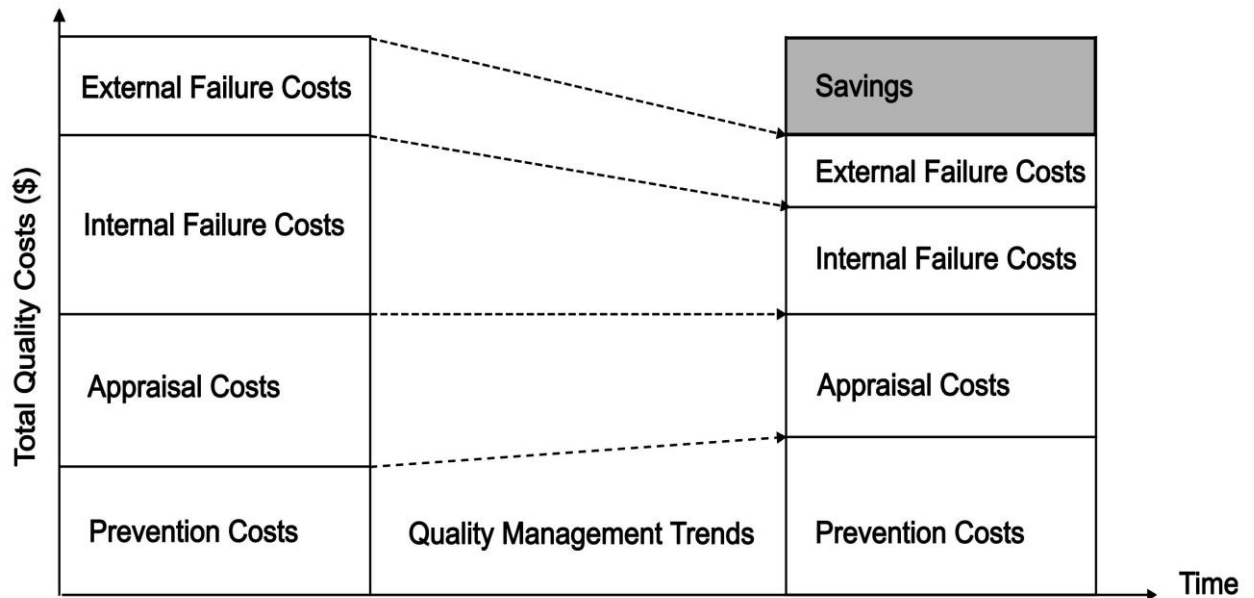 Total Quality Costs ($)
External Failure Costs
Internal Failure Costs
Appraisal Costs
Prevention Costs
Quality Management Trends
Savings
External Failure Costs
Internal Failure Costs
Appraisal Costs
Prevention Costs
Time